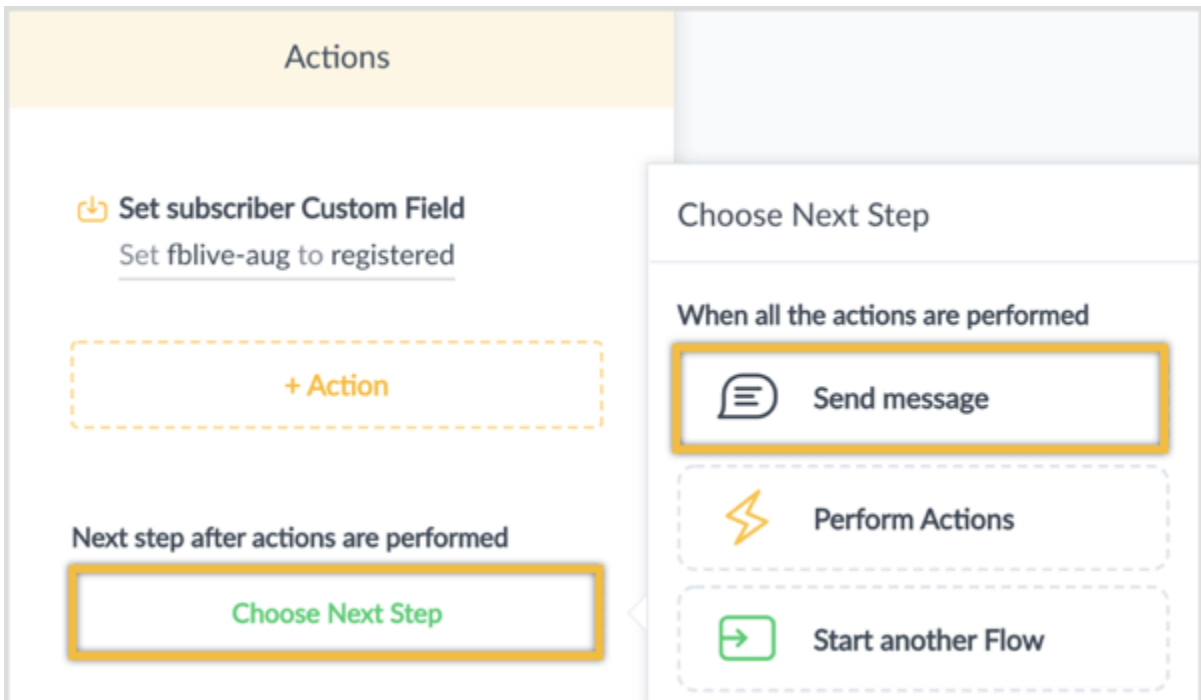 Actions
Set subscriber Custom Field
Set fblive-aug to registered
+ Action
Next step after actions are performed
Choose Next Step
Choose Next Step
When all the actions are performed
Send message
Perform Actions
Start another Flow